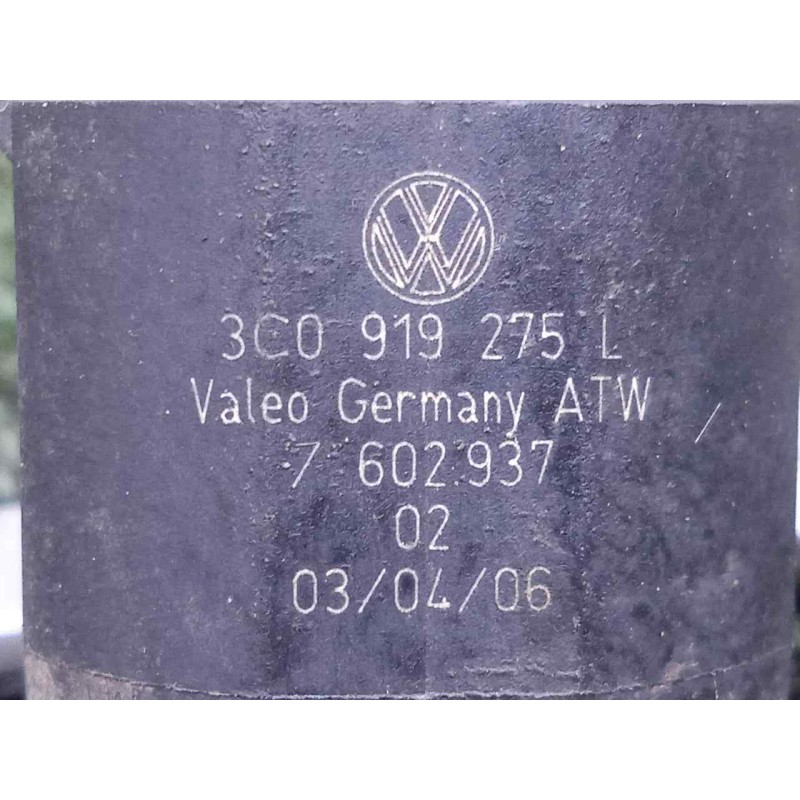 3C0 919 275 L
Valeo Germany ATW
7 602.937
02
03/04/06